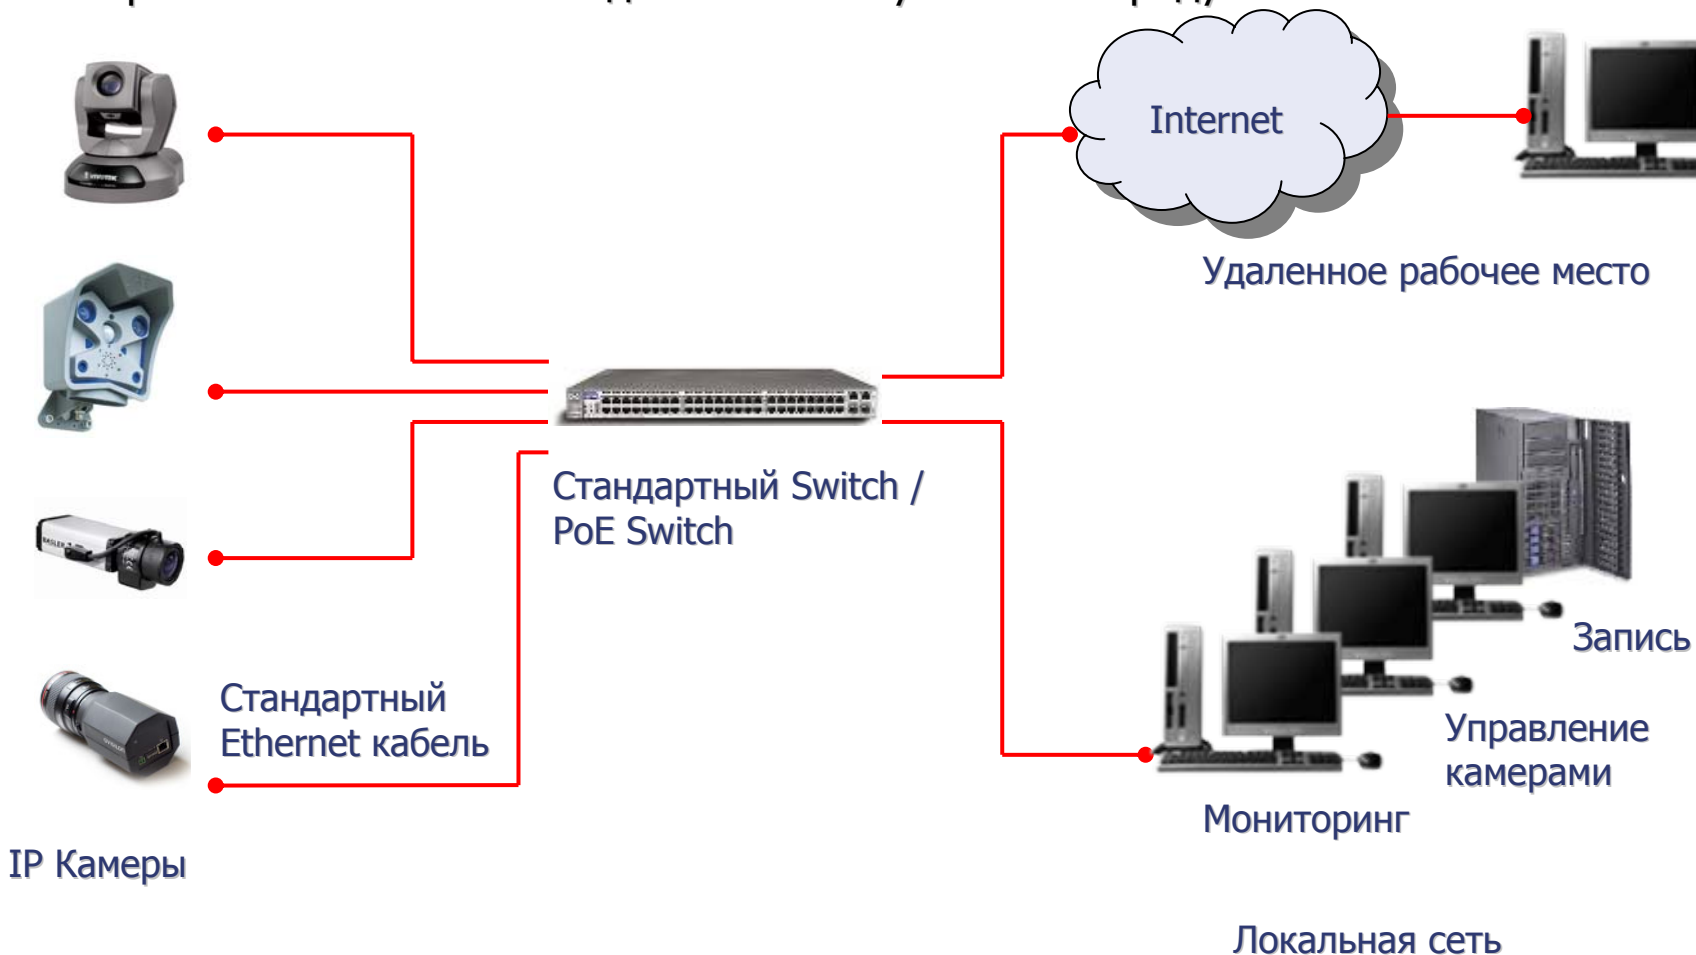 Internet
Удаленное рабочее место
Стандартный Switch /
PoE Switch
Запись
Стандартный
Ethernet кабель
Управление
камерами
Мониторинг
IP Камеры
Локальная сеть
BASLER